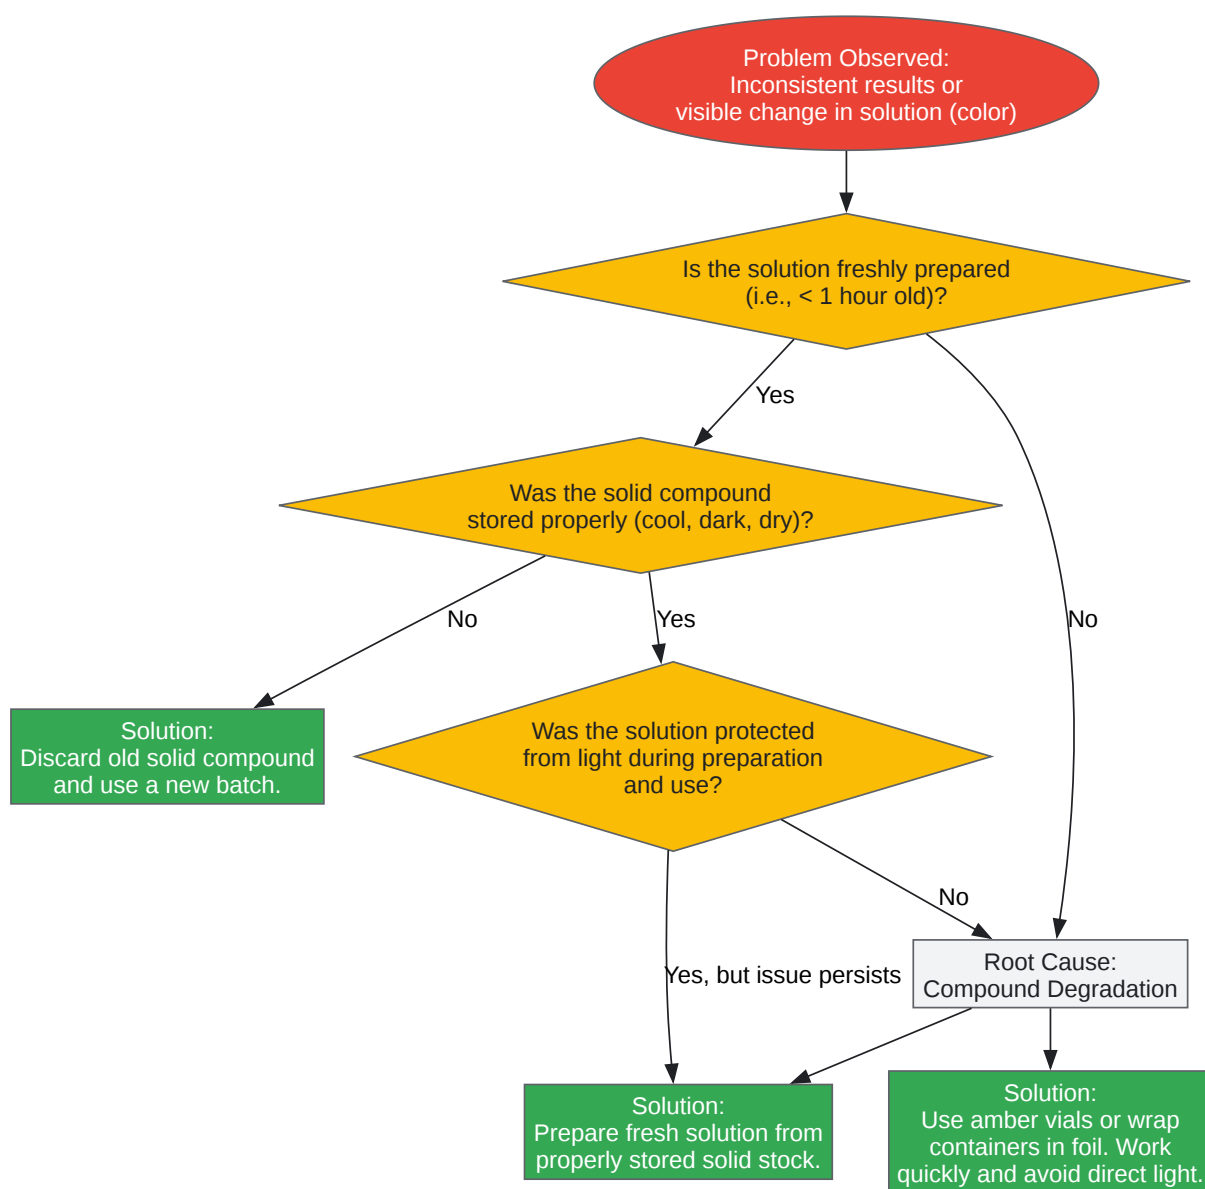 Problem Observed:
Inconsistent results or
visible change in solution (color)
Is the solution freshly prepared
(i.e., < 1 hour old)?
Yes
Was the solid compound
stored properly (cool, dark, dry)?
No
Yes
No
Solution:
Discard old solid compound
and use a new batch.
Was the solution protected
from light during preparation
and use?
No
Yes, but issue persists
Root Cause:
Compound Degradation
Solution:
Prepare fresh solution from
properly stored solid stock.
Solution:
Use amber vials or wrap
containers in foil. Work
quickly and avoid direct light.